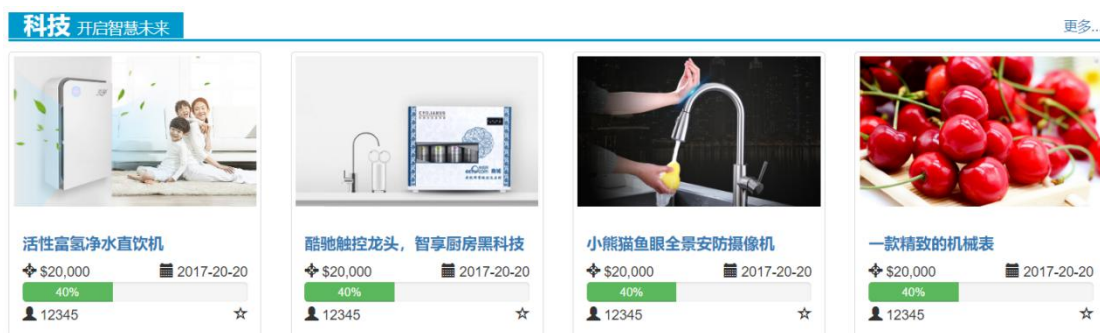 科技 开启智慧未来
更多...
活性富氢净水直饮机
$20,000 2017-20-20
40%
12345
酷驰触控龙头，智享厨房黑科技
$20,000 2017-20-20
40%
12345
小熊猫鱼眼全景安防摄像机
$20,000 2017-20-20
40%
12345
一款精致的机械表
$20,000 2017-20-20
40%
12345